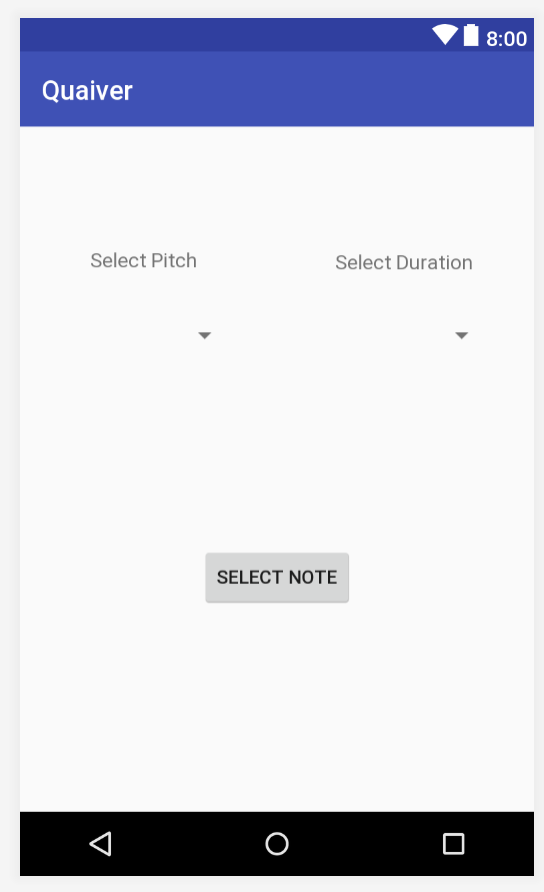 8:00
Quaiver
Select Pitch
Select Duration
SELECT NOTE